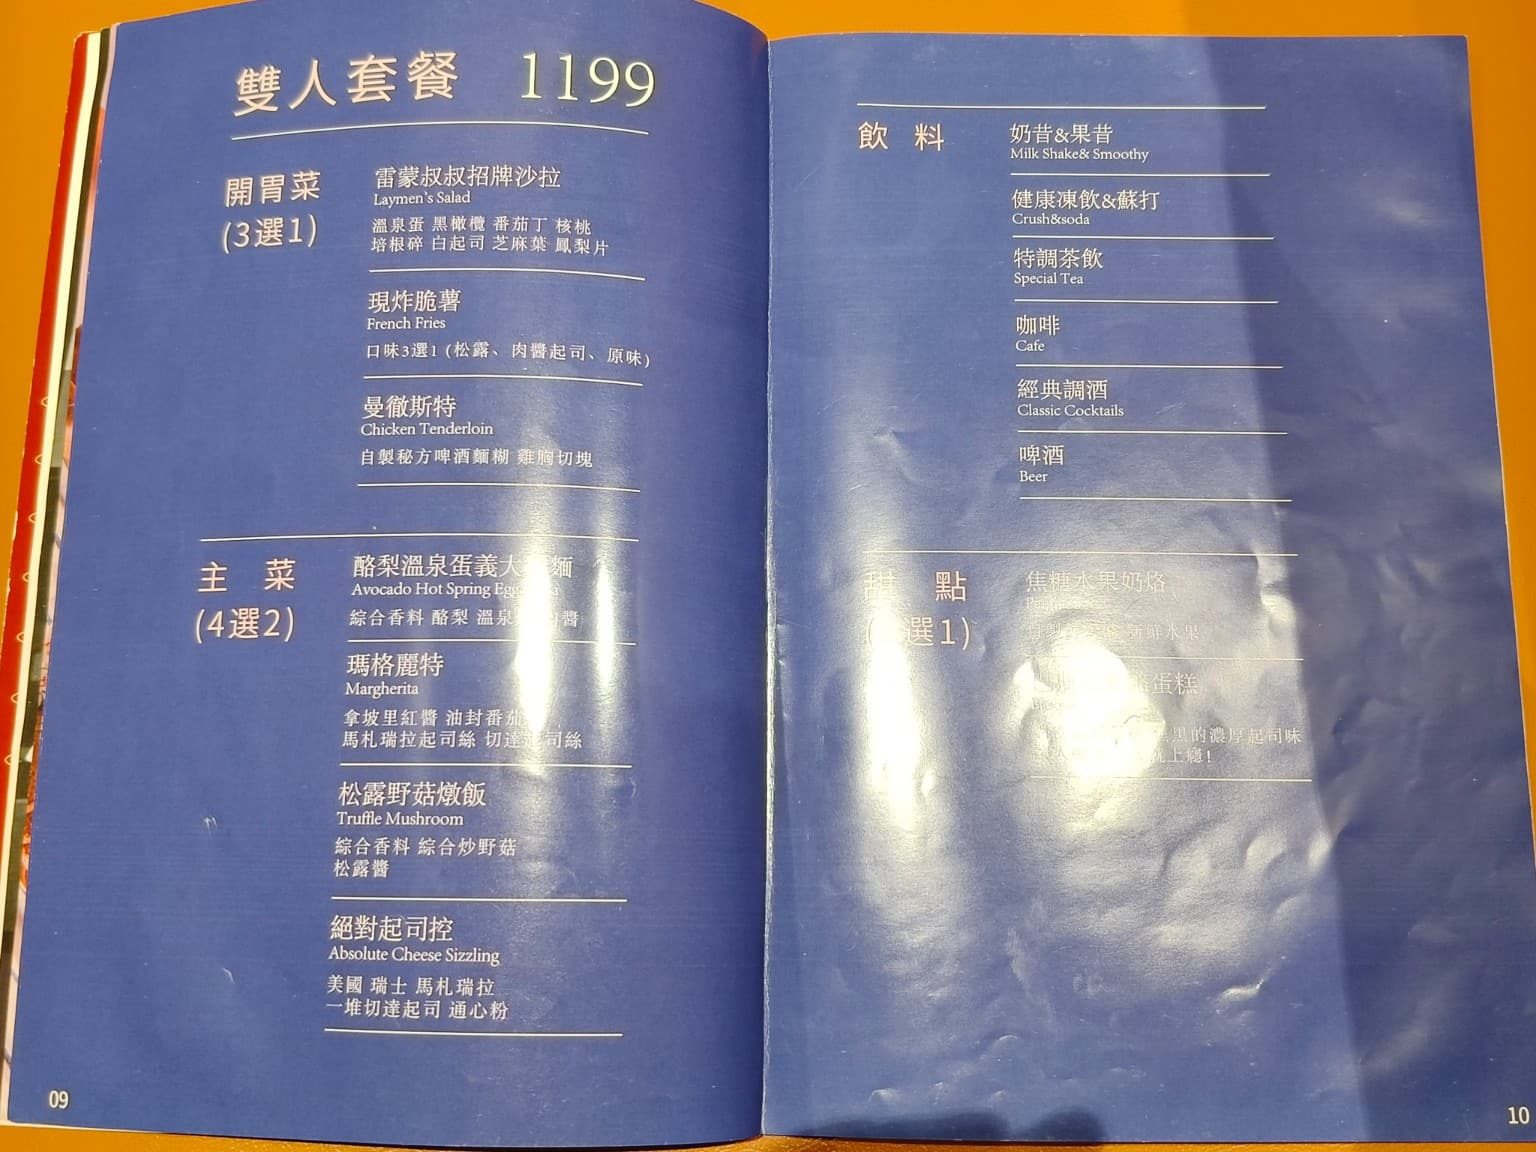 雙人套餐 1199
開胃菜
(3選1)
雷蒙叔叔招牌沙拉
Laymen's Salad
溫泉蛋 黑橄欖 番茄丁 核桃
培根碎 白起司 芝麻葉 鳳梨片
現炸脆薯
French Fries
口味3選1 (松露、肉醬起司、原味)
曼徹斯特
Chicken Tenderloin
自製秘方啤酒麵糊 雞胸切塊
主 菜
(4選2)
酪梨溫泉蛋義大 麵
Avocado Hot Spring Egg
綜合香料 酪梨 溫泉 醬
瑪格麗特
Margherita
拿坡里紅醬 油封番茄
馬札瑞拉起司絲 切達起司絲
松露野菇燉飯
Truffle Mushroom
綜合香料 綜合炒野菇
松露醬
絕對起司控
Absolute Cheese Sizzling
美國 瑞士 馬札瑞拉
一堆切達起司 通心粉
09
飲 料
奶昔&果昔
Milk Shake& Smoothy
健康凍飲&蘇打
Crush&soda
特調茶飲
Special Tea
咖啡
Cafe
經典調酒
Classic Cocktails
啤酒
Beer
甜 點
選1)
焦糖水果奶烙
新鮮水果
蛋糕
黑的濃厚起司味
上癮!
10